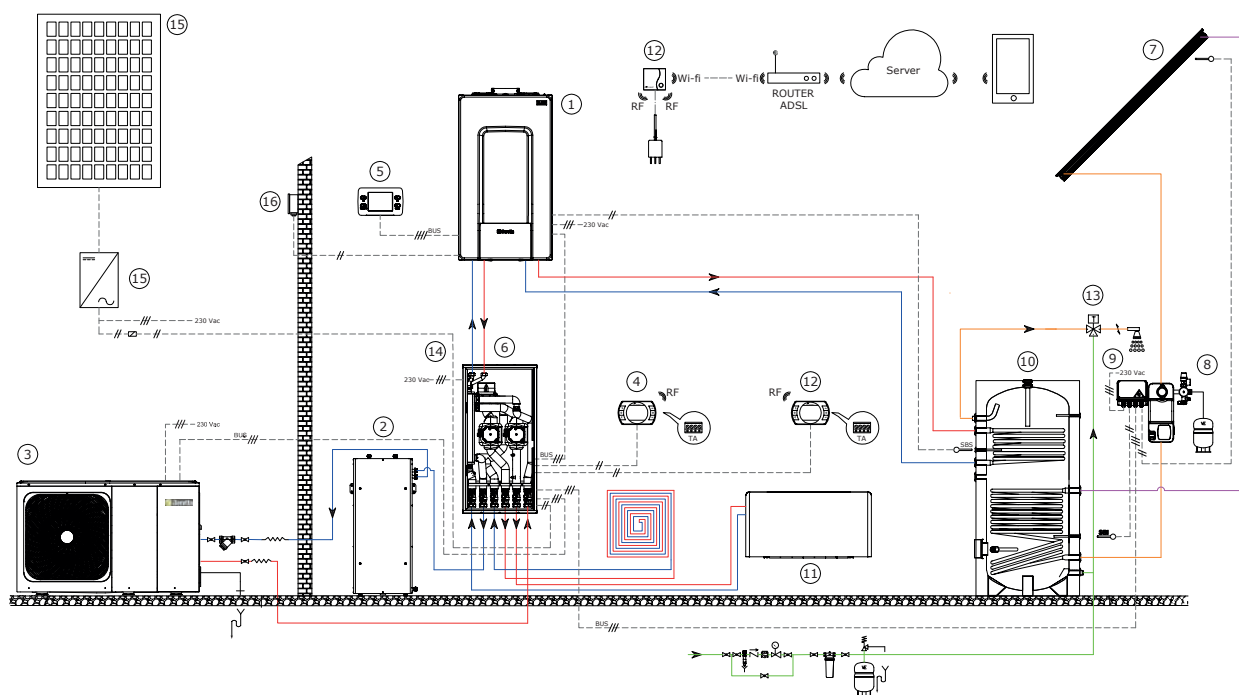 15
12
Wi-fi
Wi-fi
Server
7
RF
RF
ROUTER
ADSL
1
5
16
BUS
230 Vac
15
13
230 Vac
14
6
230 Vac
4
RF
TA
RF
12
TA
10
9
230 Vac
8
3
2
230 Vac
BUS
BUS
SBS
11
BUS